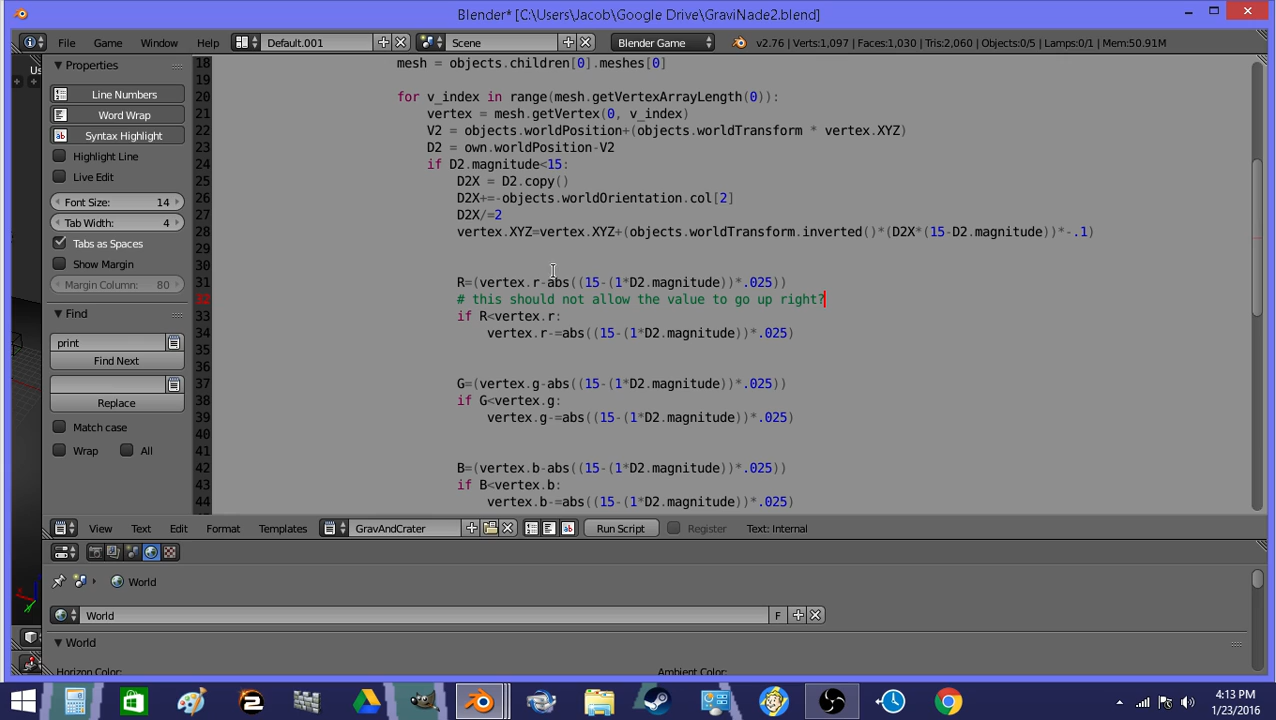 Blender* [C:\Users\Jacob\Google Drive\GraviNade2.blend]
File Game Window Help Default.001 Scene Blender Game v2.76 | Verts:1,097 | Faces:1,030 | Tris:2,060 | Objects:0/5 | Lamps:0/1 | Mem:50.91M
Us
Properties
Line Numbers
Word Wrap
Syntax Highlight
Highlight Line
Live Edit
Font Size: 14
Tab Width: 4
Tabs as Spaces
Show Margin
Margin Column: 80
Find
print
Find Next
Replace
Match case
Wrap All
18 mesh = objects.children[0].meshes[0]
19
20 for v_index in range(mesh.getVertexArrayLength(0)):
21 vertex = mesh.getVertex(0, v_index)
22 V2 = objects.worldPosition+(objects.worldTransform * vertex.XYZ)
23 D2 = own.worldPosition-V2
24 if D2.magnitude<15:
25 D2X = D2.copy()
26 D2X+=-objects.worldOrientation.col[2]
27 D2X/=2
28 vertex.XYZ=vertex.XYZ+(objects.worldTransform.inverted()*(D2X*(15-D2.magnitude))*-.1)
29
30
31 R=(vertex.r-abs((15-(1*D2.magnitude))*.025))
32 # this should not allow the value to go up right?
33 if R<vertex.r:
34 vertex.r-=abs((15-(1*D2.magnitude))*.025)
35
36
37 G=(vertex.g-abs((15-(1*D2.magnitude))*.025))
38 if G<vertex.g:
39 vertex.g-=abs((15-(1*D2.magnitude))*.025)
40
41
42 B=(vertex.b-abs((15-(1*D2.magnitude))*.025))
43 if B<vertex.b:
44 vertex.b-=abs((15-(1*D2.magnitude))*.025)
View Text Edit Format Templates GravAndCrater Run Script Register Text: Internal
World
World F
World
Horizon Color: Ambient Color:
4:13 PM
1/23/2016